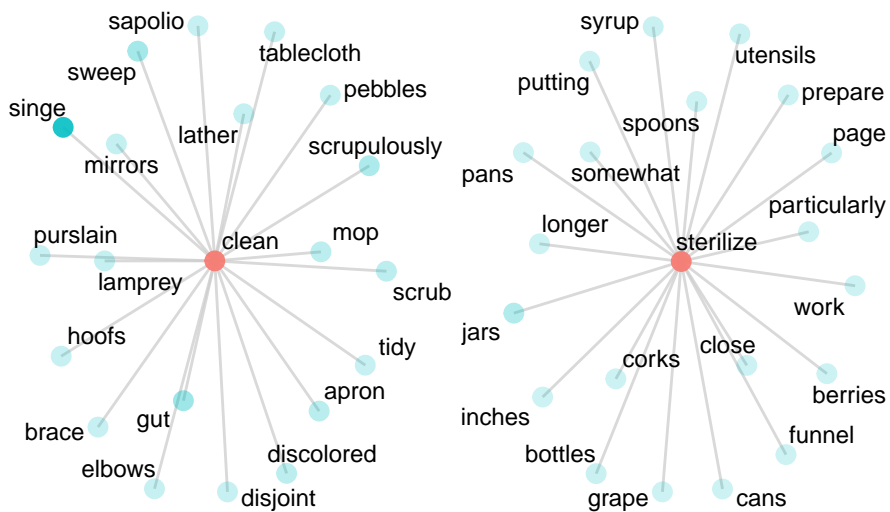 sapolio
tablecloth
sweep
pebbles
singe
lather
scrupulously
mirrors
clean
mop
purslain
lamprey
scrub
hoofs
tidy
apron
gut
brace
discolored
elbows
disjoint
syrup
utensils
putting
prepare
spoons
page
somewhat
pans
particularly
longer
sterilize
work
jars
close
corks
berries
inches
funnel
bottles
grape
cans